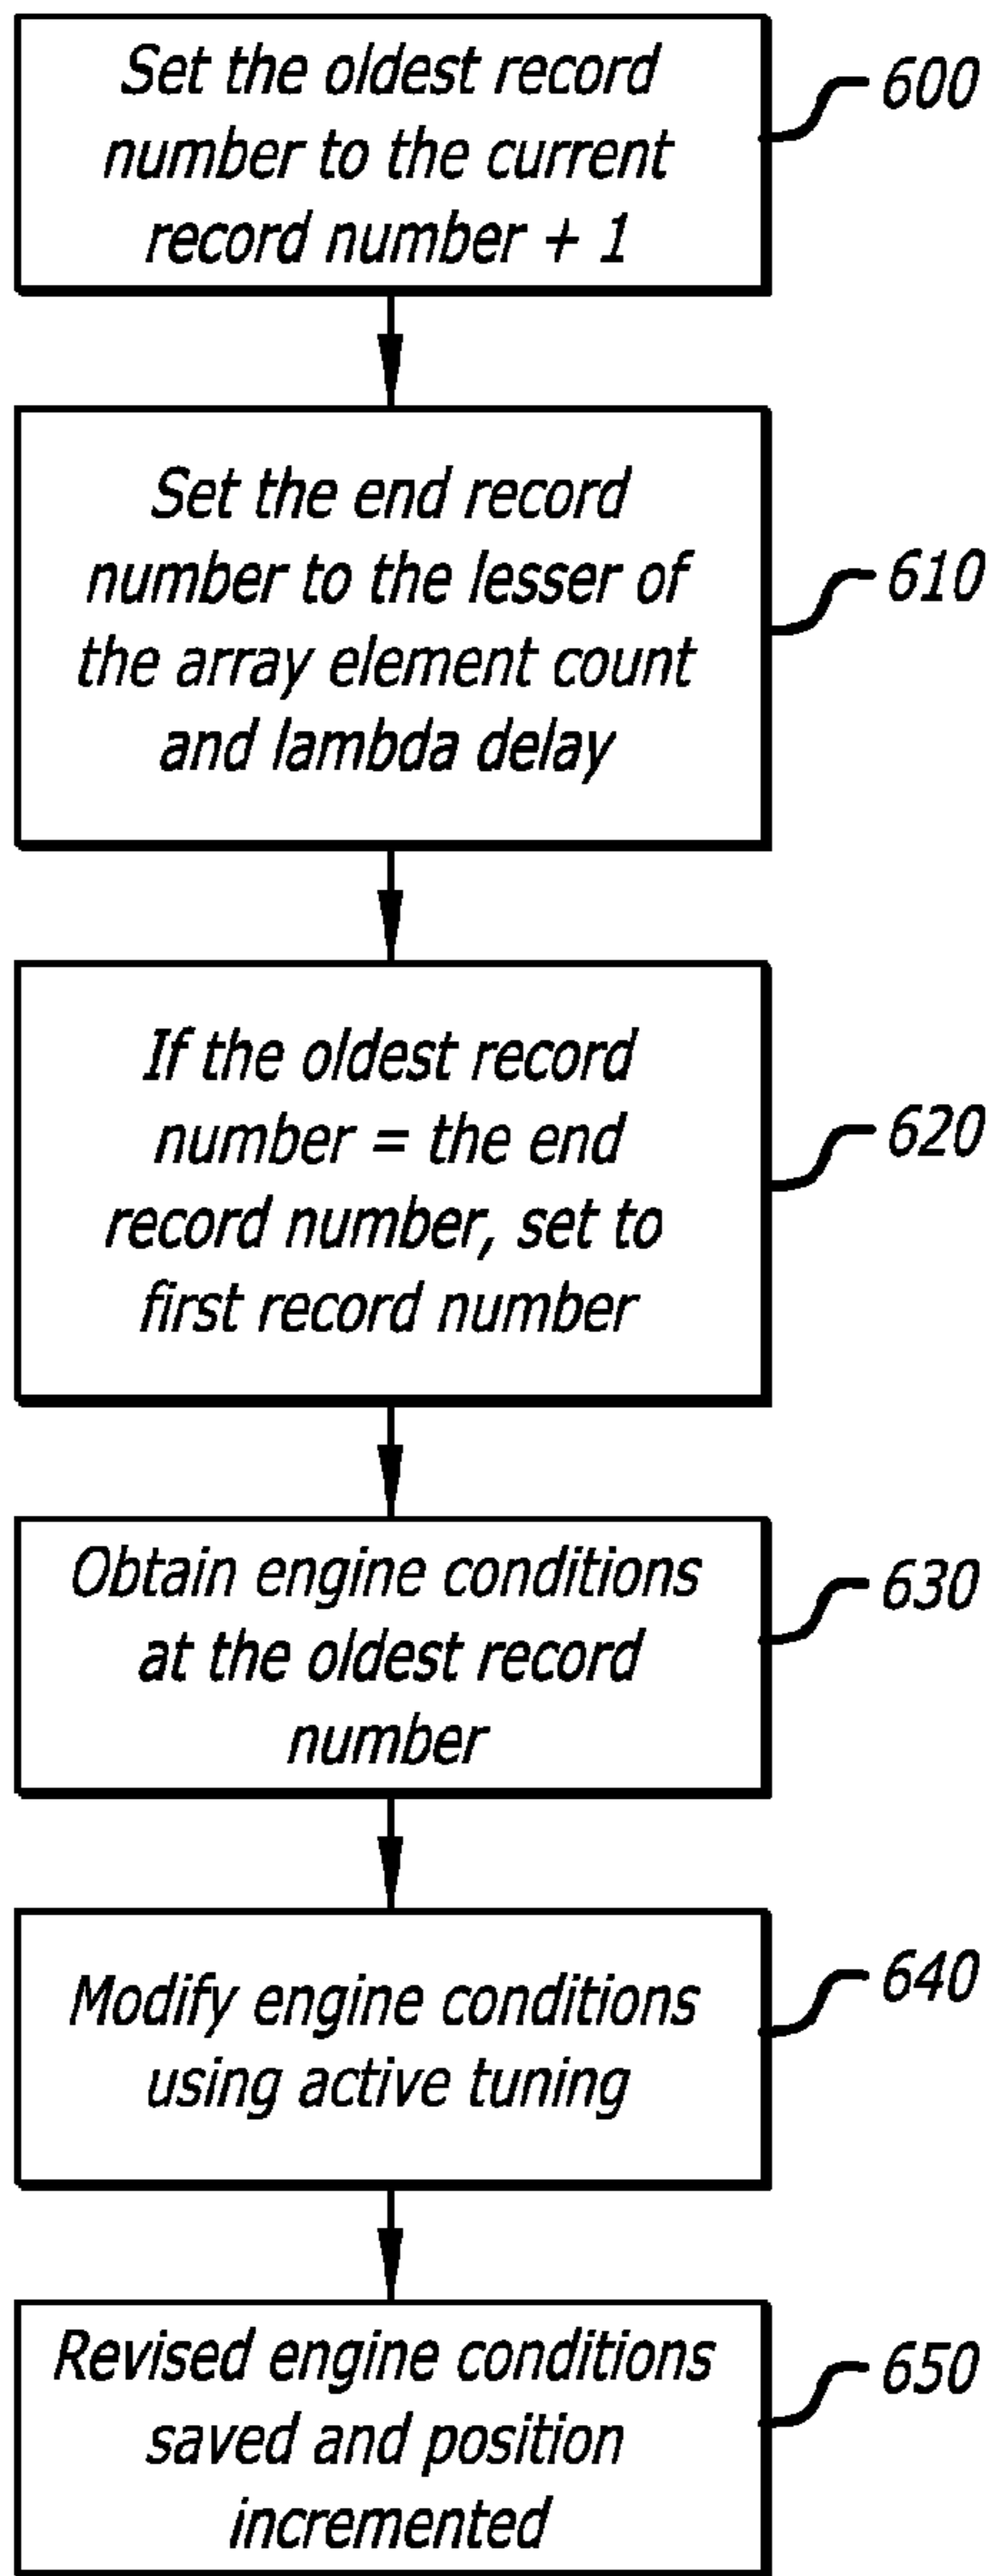 Set the oldest record
number to the current
record number + 1
600
Set the end record
number to the lesser of
the array element count
and lambda delay
610
If the oldest record
number = the end
record number, set to
first record number
620
Obtain engine conditions
at the oldest record
number
630
Modify engine conditions
using active tuning
640
Revised engine conditions
saved and position
incremented
650